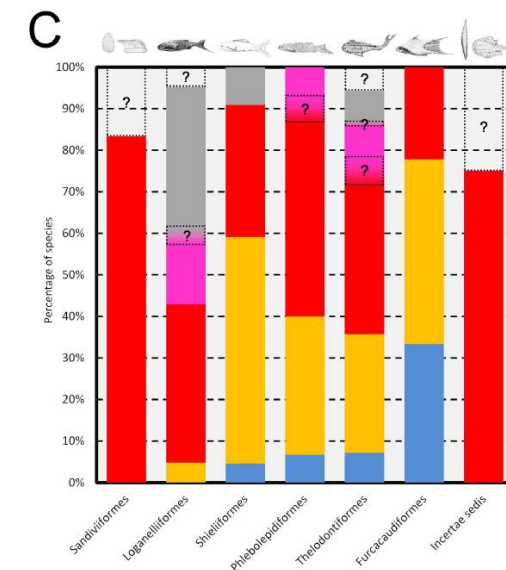 C
100%
90%
80%
70%
60%
50%
40%
30%
20%
10%
0%
Percentage of species
?
?
?
?
?
?
?
?
Sandiviiformes
Loganelliiformes
Shieliiformes
Phlebolepidiformes
Thelodontiformes
Furcacaudiformes
Incertae sedis